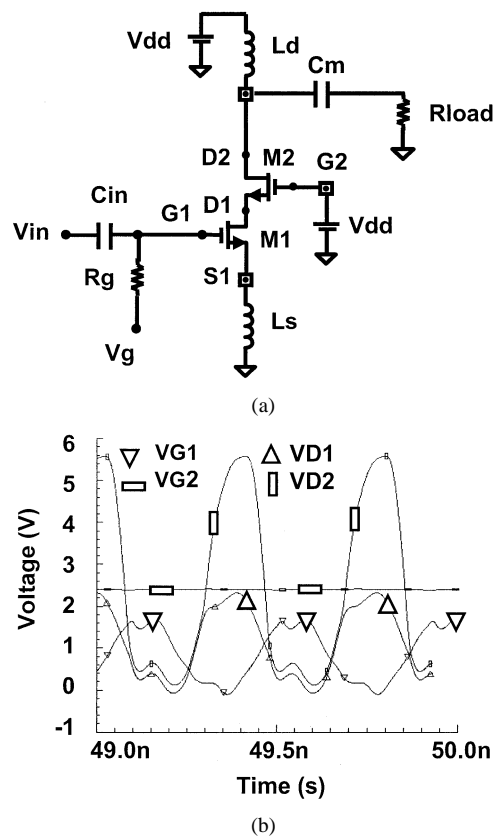 Vdd
Ld
Cm
Rload
D2
M2
G2
Cin
G1
D1
Vin
M1
Vdd
Rg
S1
Ls
Vg
(a)
6
5
4
3
2
1
0
-1
Voltage (V)
VG1
VD1
VG2
VD2
49.0n
49.5n
50.0n
Time (s)
(b)